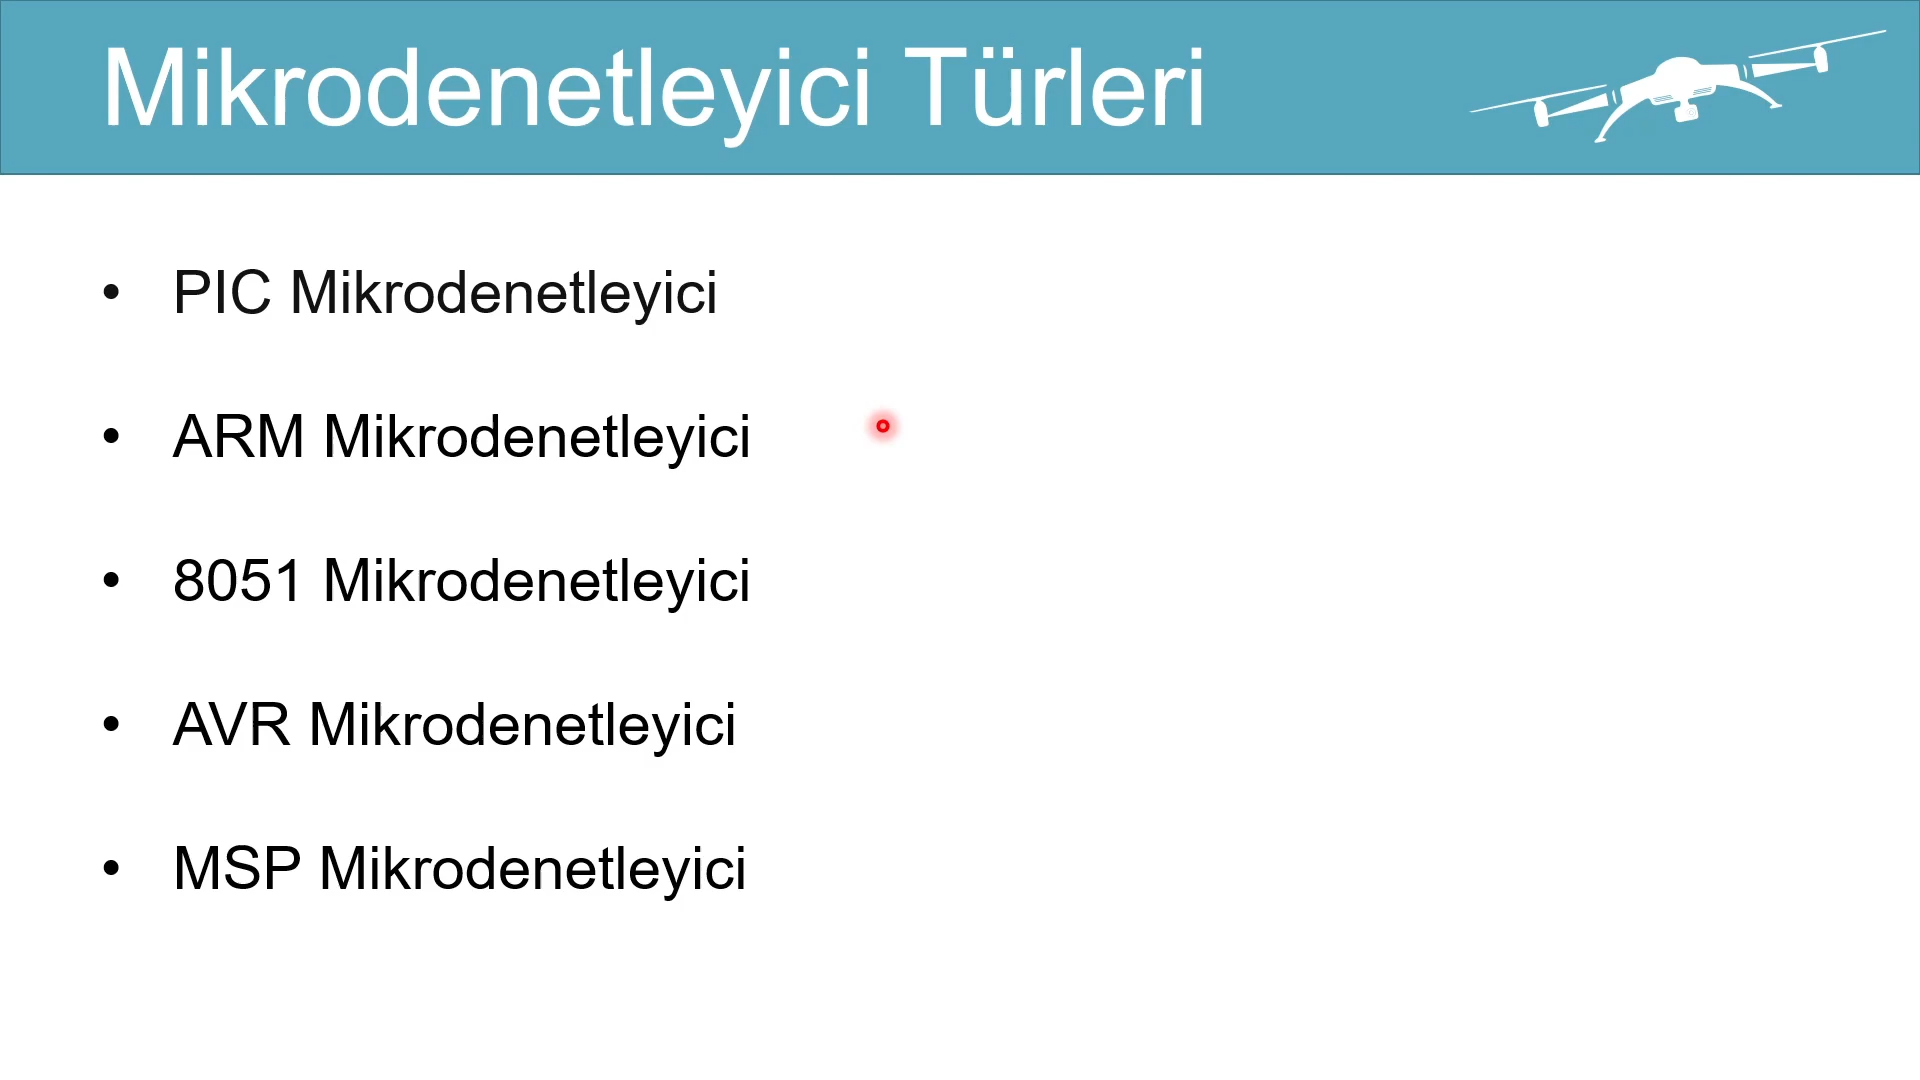 Mikrodenetleyici Türleri
• PIC Mikrodenetleyici
• ARM Mikrodenetleyici
• 8051 Mikrodenetleyici
• AVR Mikrodenetleyici
• MSP Mikrodenetleyici